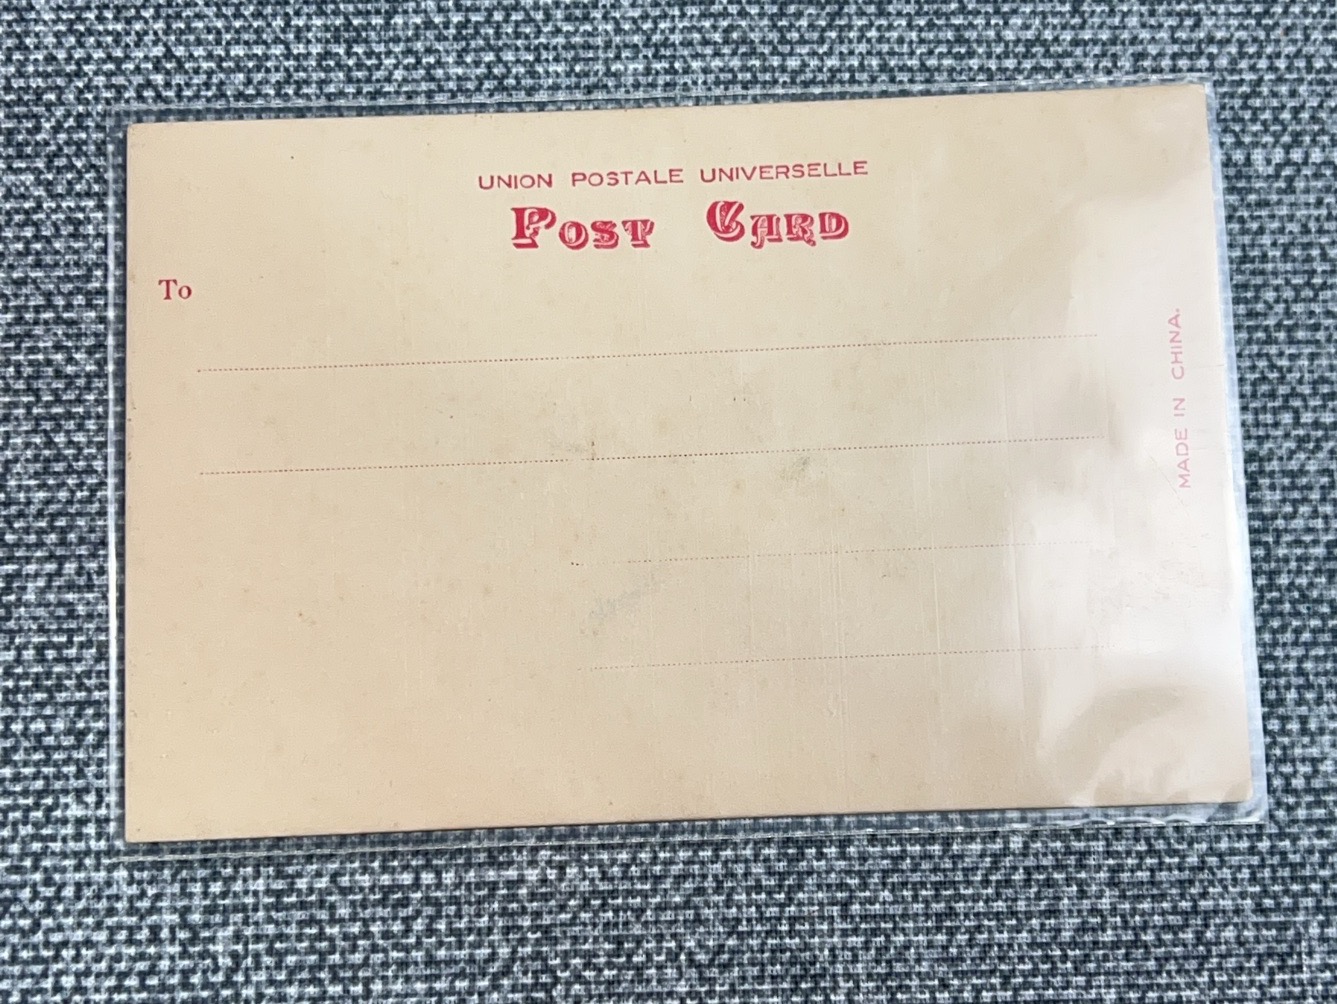 UNION POSTALE UNIVERSELLE
POST CARD
To
MADE IN CHINA.